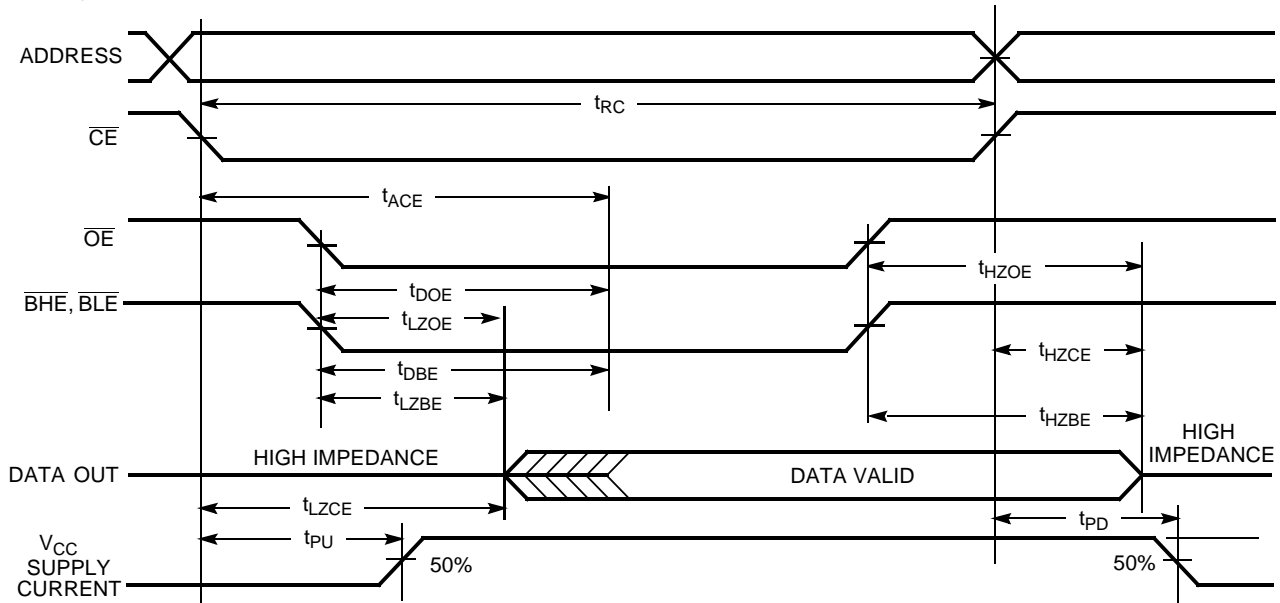 ADDRESS
tRC
CE
tACE
OE
tHZOE
tDOE
BHE, BLE
tLZOE
tHZCE
tDBE
tLZBE
tHZBE
HIGH IMPEDANCE
HIGH
IMPEDANCE
DATA OUT
DATA VALID
tLZCE
tPD
tPU
VCC
SUPPLY
CURRENT
50%
50%